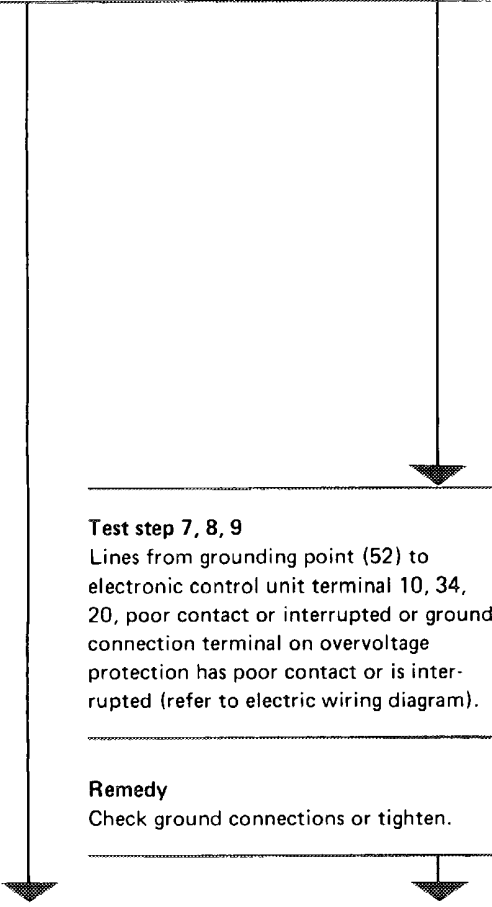 Test step 7, 8, 9
Lines from grounding point (52) to
electronic control unit terminal 10, 34,
20, poor contact or interrupted or ground
connection terminal on overvoltage
protection has poor contact or is inter-
rupted (refer to electric wiring diagram).
Remedy
Check ground connections or tighten.